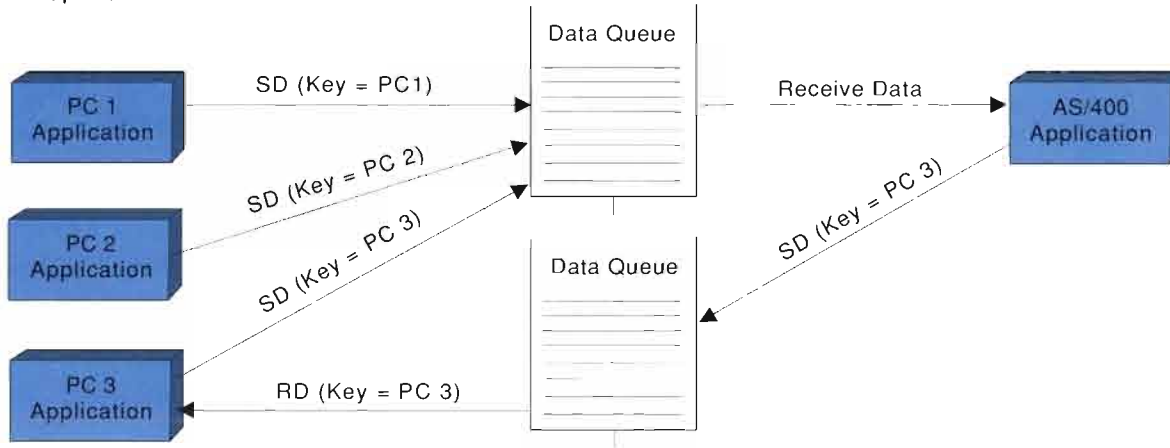 Data Queue
PC 1
Application
SD (Key = PC1)
Receive Data
AS/400
Application
SD (Key = PC 2)
PC 2
Application
SD (Key = PC 3)
SD (Key = PC 3)
Data Queue
PC 3
Application
RD (Key = PC 3)